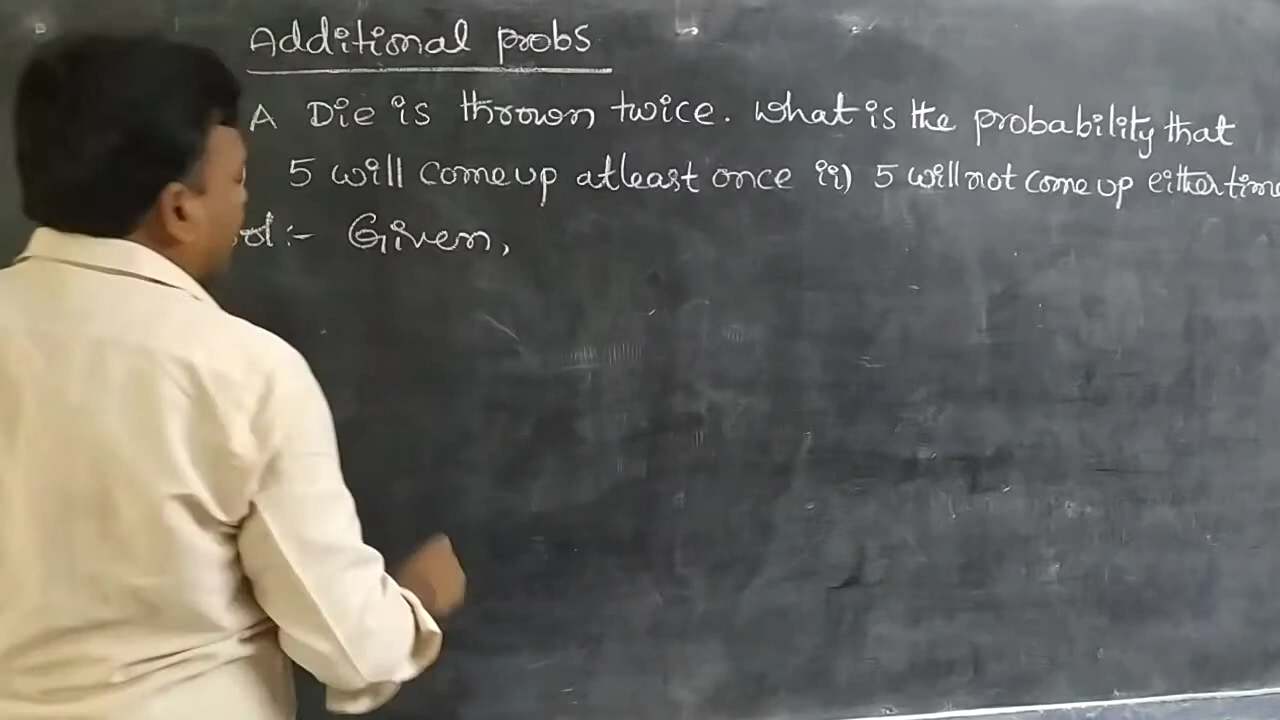 Additional probs
A Die is thrown twice. what is the probability that
5 will come up atleast once ii) 5 will not come up either time
:- Given,